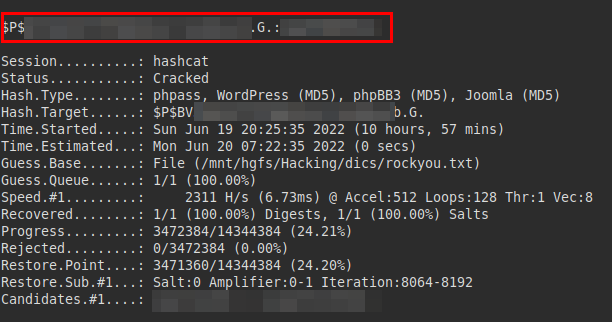 $P$ .G.:
Session..........: hashcat
Status...........: Cracked
Hash.Type........: phpass, WordPress (MD5), phpBB3 (MD5), Joomla (MD5)
Hash.Target......: $P$BV b.G.
Time.Started.....: Sun Jun 19 20:25:35 2022 (10 hours, 57 mins)
Time.Estimated...: Mon Jun 20 07:22:35 2022 (0 secs)
Guess.Base.......: File (/mnt/hgfs/Hacking/dics/rockyou.txt)
Guess.Queue......: 1/1 (100.00%)
Speed.#1.........:     2311 H/s (6.73ms) @ Accel:512 Loops:128 Thr:1 Vec:8
Recovered........: 1/1 (100.00%) Digests, 1/1 (100.00%) Salts
Progress.........: 3472384/14344384 (24.21%)
Rejected.........: 0/3472384 (0.00%)
Restore.Point....: 3471360/14344384 (24.20%)
Restore.Sub.#1...: Salt:0 Amplifier:0-1 Iteration:8064-8192
Candidates.#1....: